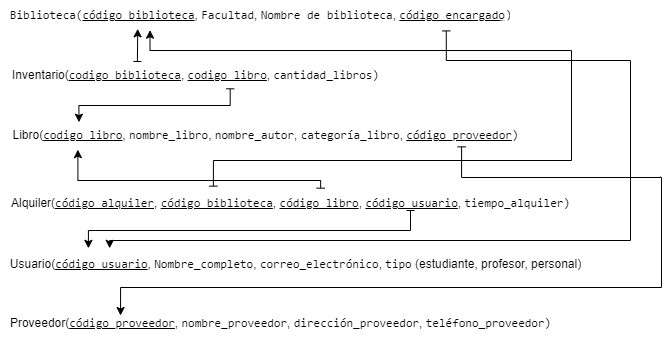 Biblioteca(código biblioteca, Facultad, Nombre de biblioteca, código encargado)
Inventario(codigo biblioteca, codigo libro, cantidad_libros)
Libro(codigo libro, nombre_libro, nombre_autor, categoría_libro, código proveedor)
Alquiler(código alquiler, código biblioteca, código libro, código usuario, tiempo_alquiler)
Usuario(código usuario, Nombre_completo, correo_electrónico, tipo (estudiante, profesor, personal)
Proveedor(código proveedor, nombre_proveedor, dirección_proveedor, teléfono_proveedor)